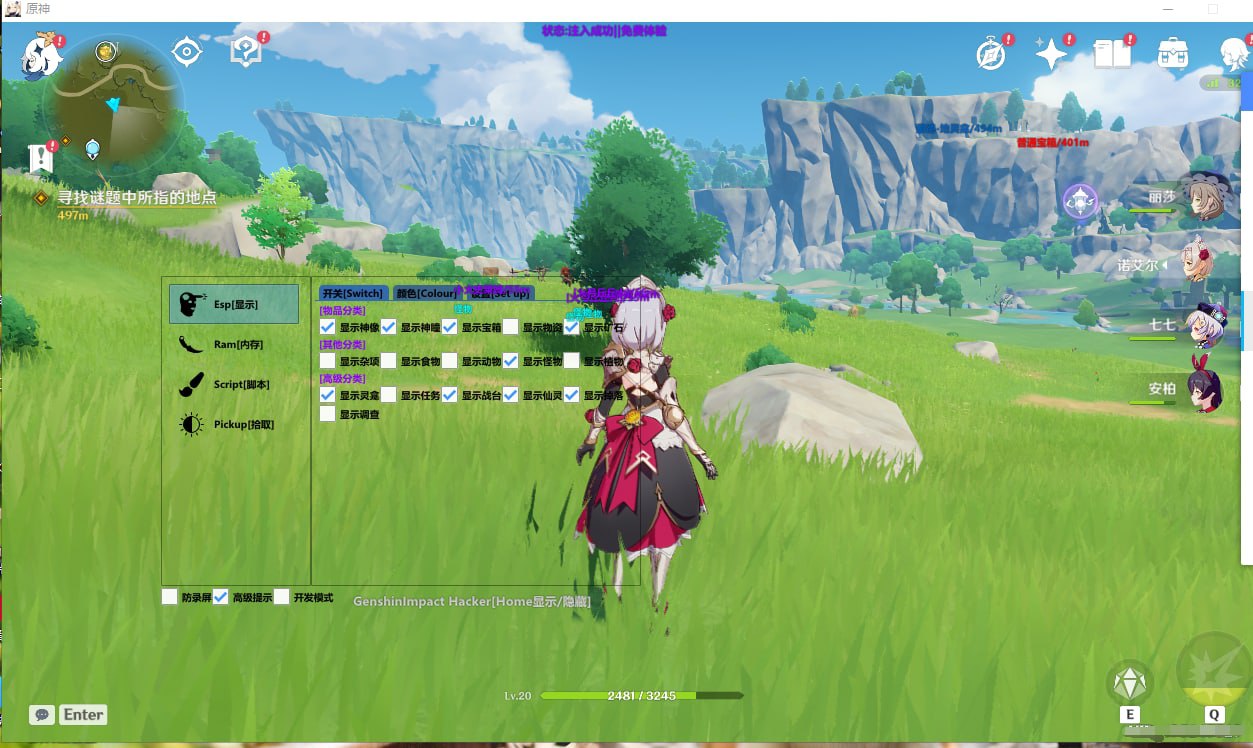 原神
状态:注入成功||免费体验
32
寻找谜题中所指的地点
497m
普通宝箱/401m
丽莎
诺艾尔
七七
安柏
Esp[显示]
Ram[内存]
Script[脚本]
Pickup[拾取]
开关[Switch] 颜色[Colour] 设置[Set up]
[物品分类]
显示神像 显示神瞳 显示宝箱 显示物资 显示矿石
[其他分类]
显示杂项 显示食物 显示动物 显示怪物 显示植物
[高级分类]
显示灵龛 显示任务 显示战台 显示仙灵 显示掉落
显示调查
防录屏 高级提示 开发模式
GenshinImpact Hacker[Home显示/隐藏]
Lv.20 2481 / 3245
Enter
E
Q